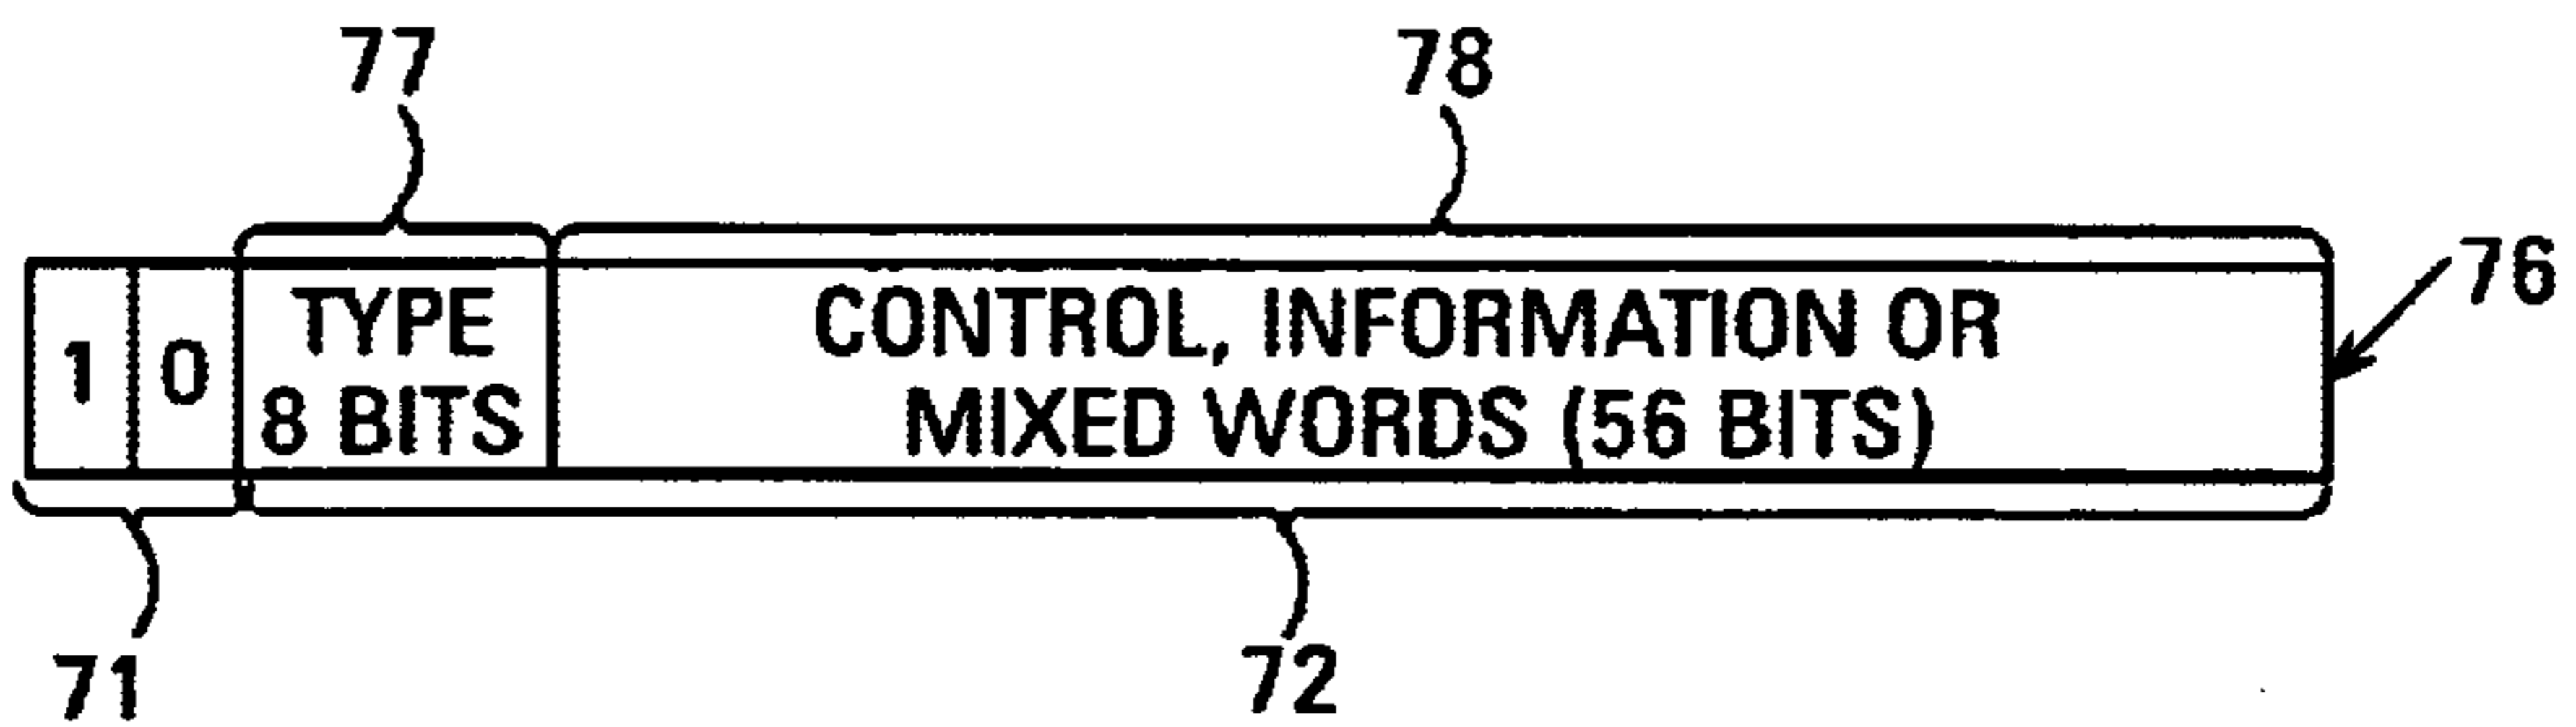 77
78
76
1 0
TYPE
8 BITS
CONTROL, INFORMATION OR
MIXED WORDS (56 BITS)
71
72